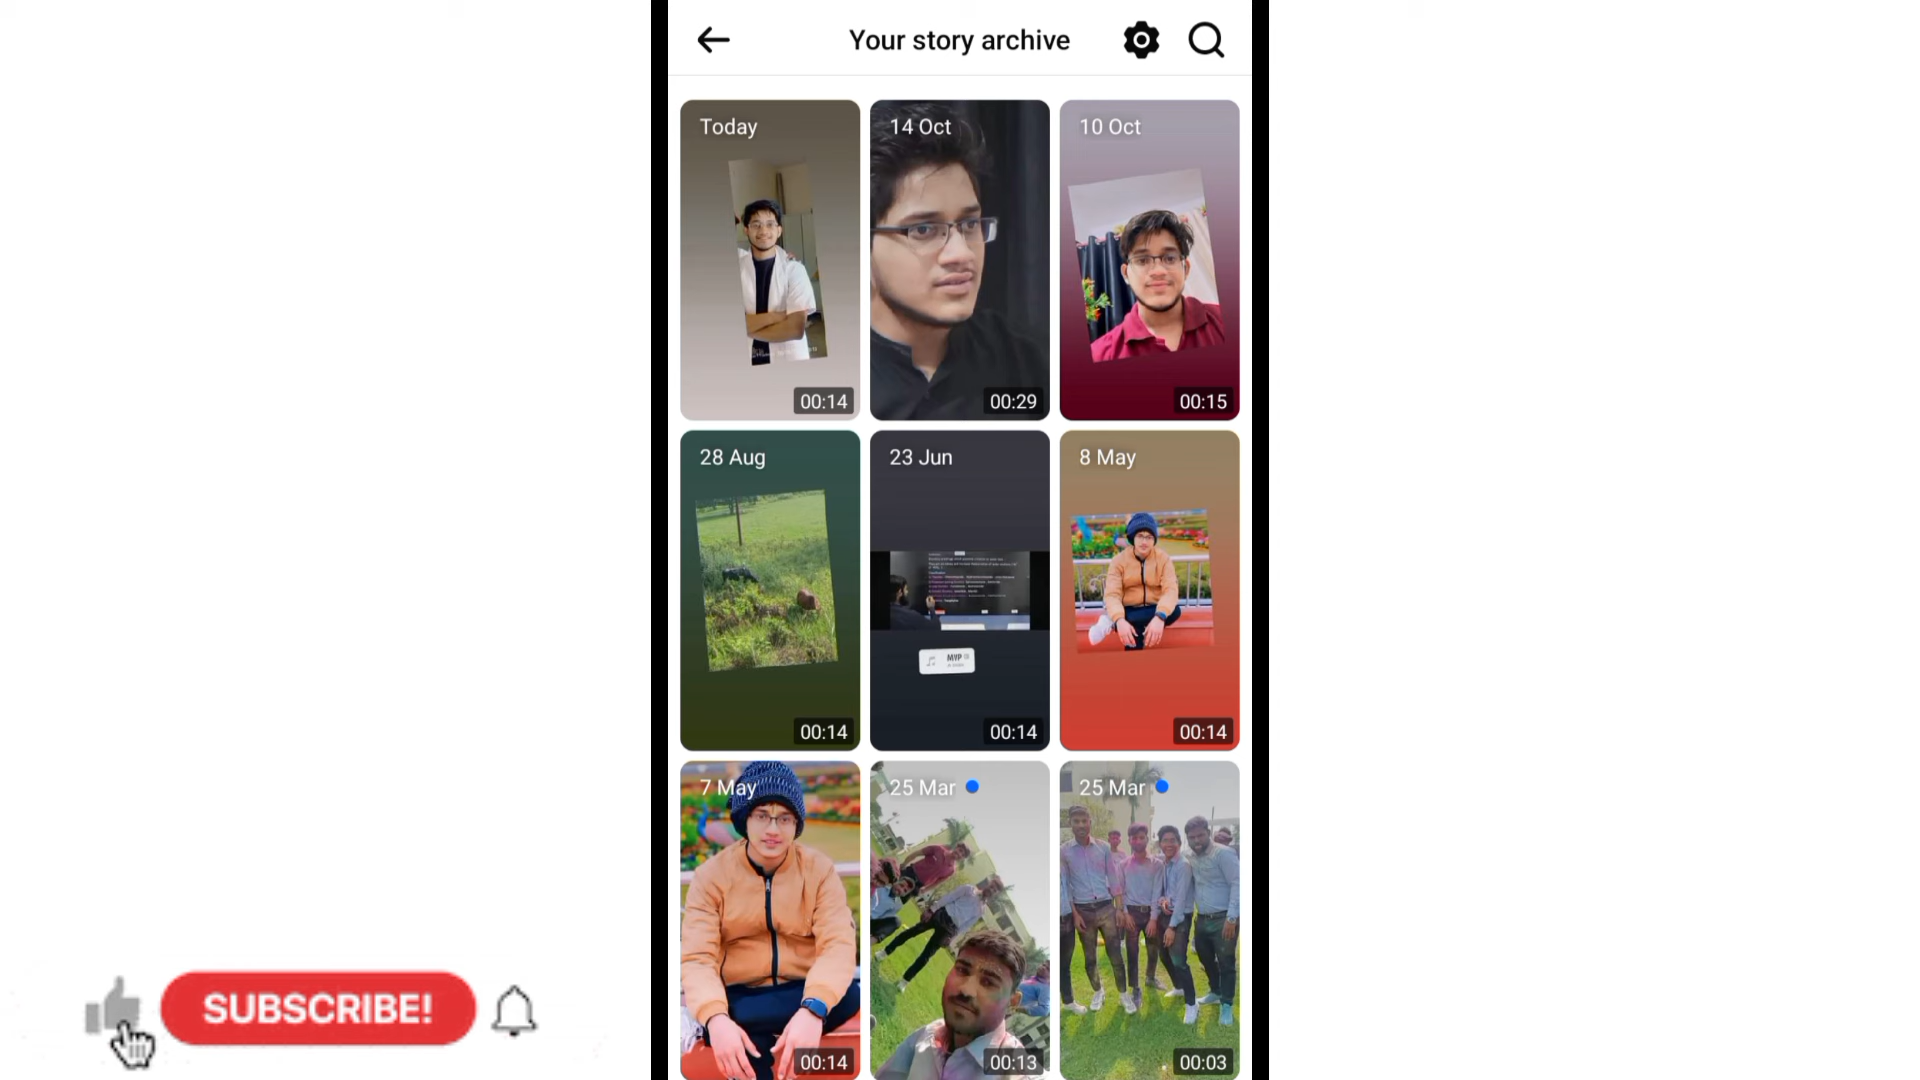 Your story archive
Today
14 Oct
10 Oct
00:14
00:29
00:15
28 Aug
23 Jun
8 May
MVP
00:14
00:14
00:14
7 May
25 Mar
25 Mar
SUBSCRIBE!
00:14
00:13
00:03